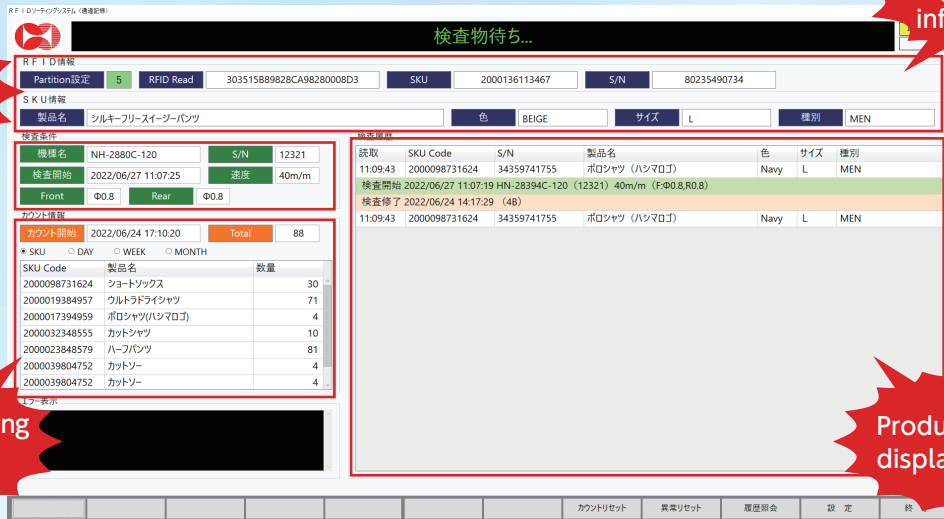 RFIDソーティングシステム（適確記帳）
検査物待ち...
inf
RFID情報
Partition設定 5 RFID Read 303515B89828CA98280008D3 SKU 2000136113467 S/N 80235490734
SKU情報
製品名 シルキーフリースイージーパンツ 色 BEIGE サイズ L 種別 MEN
検査条件
機種名 NH-2880C-120 S/N 12321
検査開始 2022/06/27 11:07:25 速度 40m/m
Front Φ0.8 Rear Φ0.8
カウント情報
カウント開始 2022/06/24 17:10:20 Total 88
SKU DAY WEEK MONTH
SKU Code 製品名 数量
2000098731624 ショートソックス 30
2000019384957 ウルトラドライシャツ 71
2000017394959 ポロシャツ(ハシマロゴ) 4
2000032348555 カットシャツ 10
2000023848579 ハーフパンツ 81
2000039804752 カットソー 4
2000039804752 カットソー 4
エラー表示
検査履歴
読取 SKU Code S/N 製品名 色 サイズ 種別
11:09:43 2000098731624 34359741755 ポロシャツ（ハシマロゴ） Navy L MEN
検査開始 2022/06/27 11:07:19 HN-28394C-120（12321）40m/m（F:Φ0.8,R0.8）
検査修了 2022/06/24 14:17:29 （4B）
11:09:43 2000098731624 34359741755 ポロシャツ（ハシマロゴ） Navy L MEN
ng
Produ
displa
カウントリセット 異常リセット 履歴照会 設 定 終